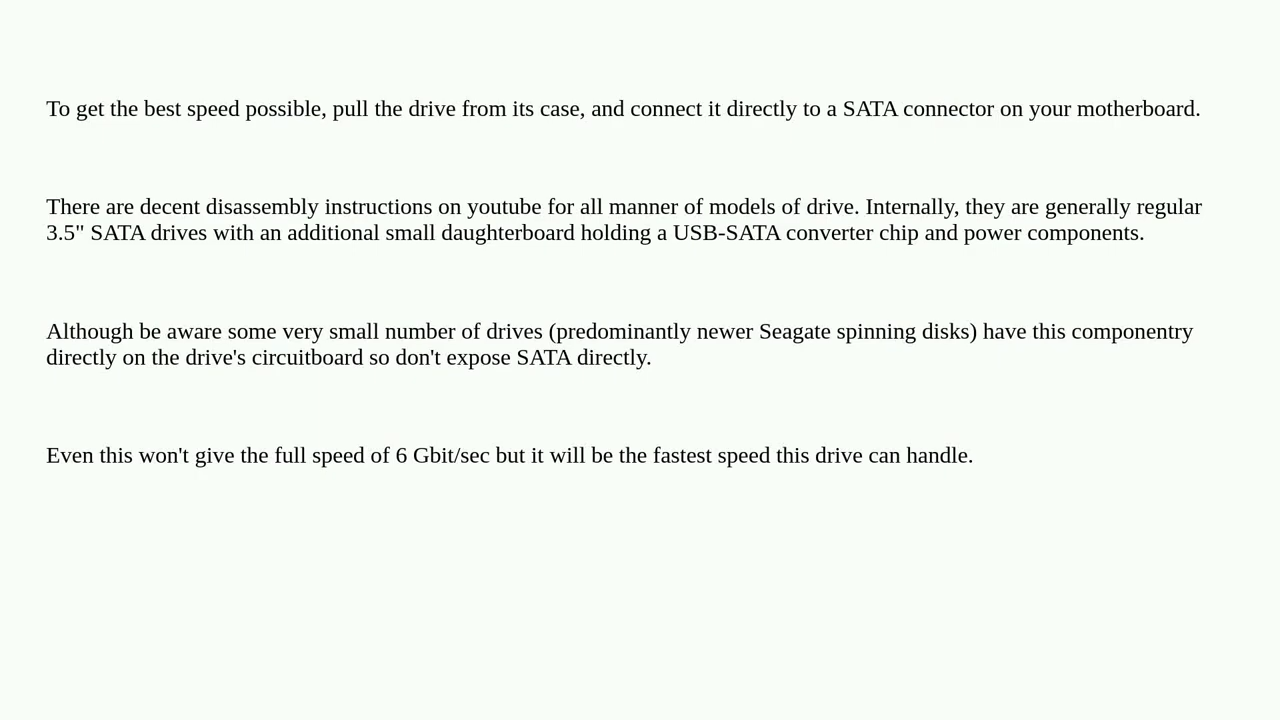 To get the best speed possible, pull the drive from its case, and connect it directly to a SATA connector on your motherboard.
There are decent disassembly instructions on youtube for all manner of models of drive. Internally, they are generally regular
3.5" SATA drives with an additional small daughterboard holding a USB-SATA converter chip and power components.
Although be aware some very small number of drives (predominantly newer Seagate spinning disks) have this componentry
directly on the drive's circuitboard so don't expose SATA directly.
Even this won't give the full speed of 6 Gbit/sec but it will be the fastest speed this drive can handle.